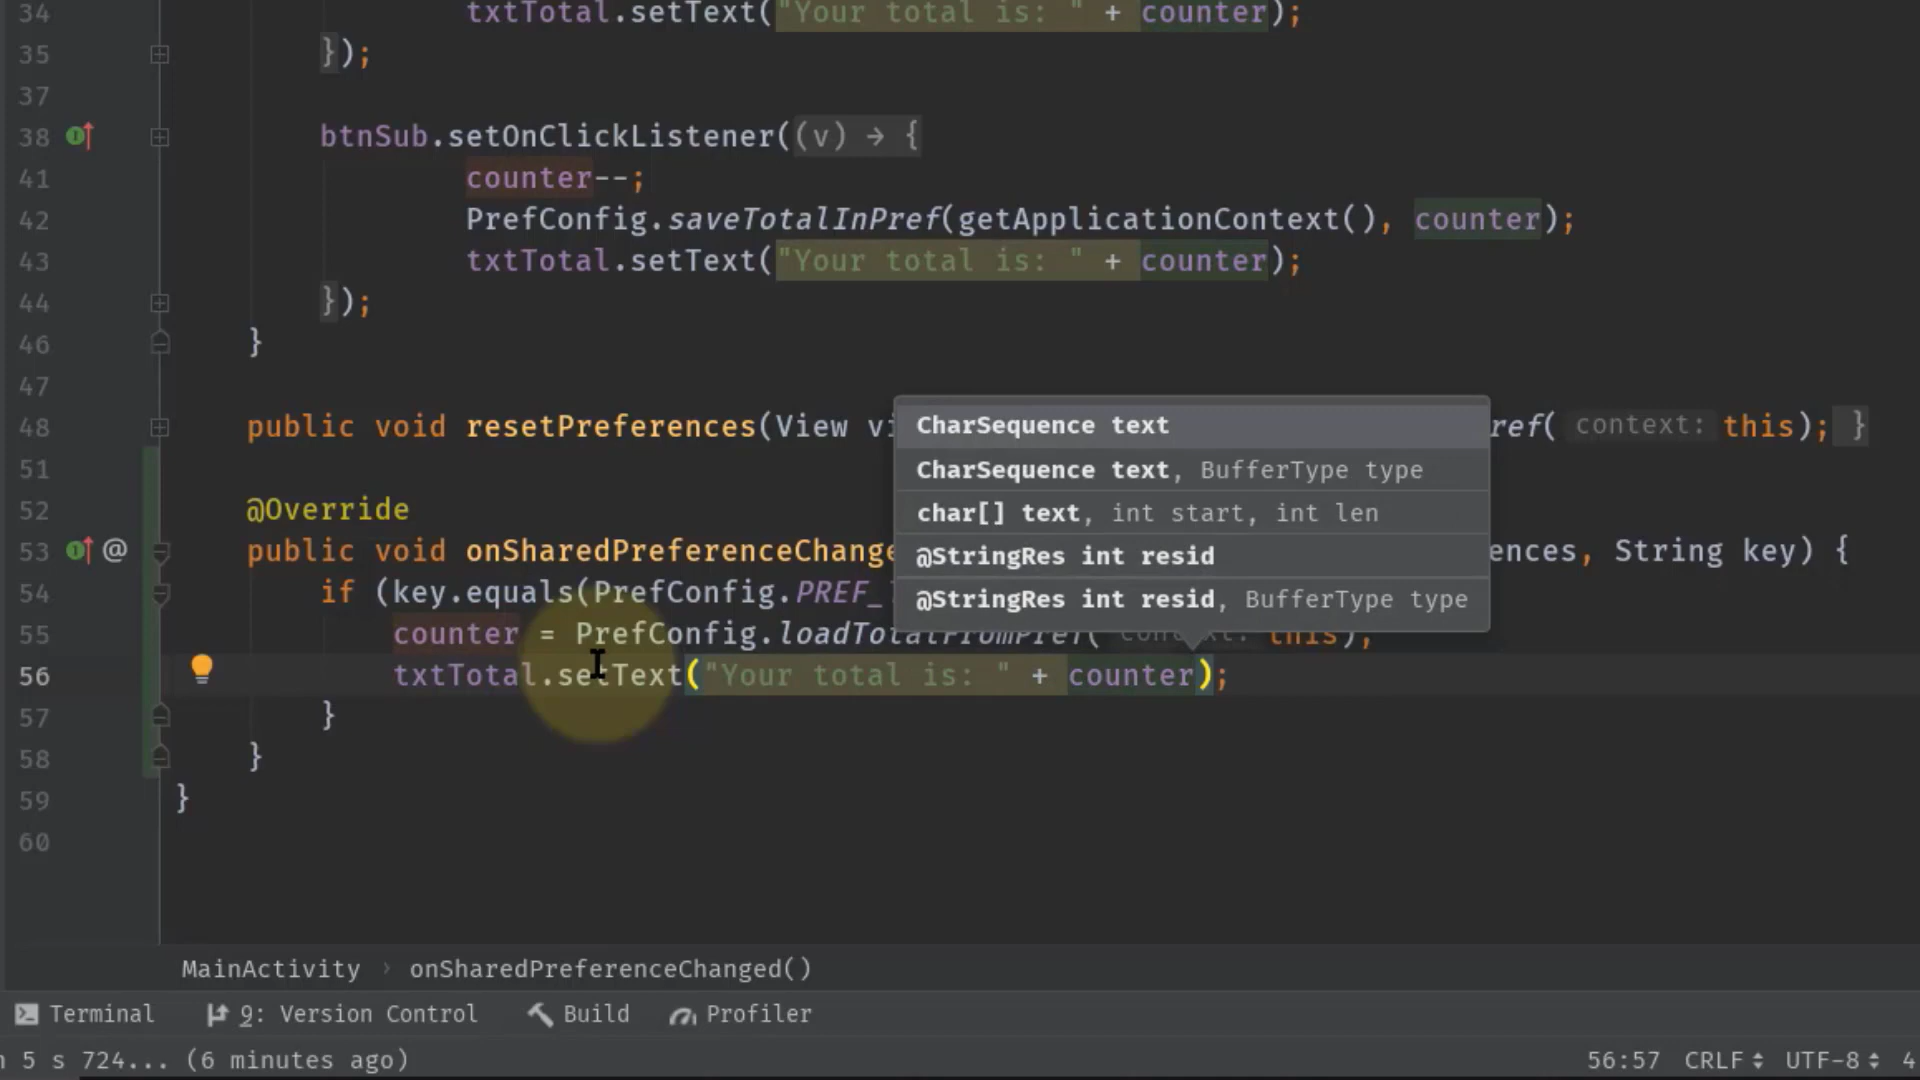 34 txtTotal.setText("Your total is: " + counter);
35 });
37
38 btnSub.setOnClickListener((v) → {
41 counter--;
42 PrefConfig.saveTotalInPref(getApplicationContext(), counter);
43 txtTotal.setText("Your total is: " + counter);
44 });
46 }
47
48 public void resetPreferences(View vi ref( context: this); }
51
52 @Override
53 @ public void onSharedPreferenceChange ences, String key) {
54 if (key.equals(PrefConfig.PREF_
55 counter = PrefConfig.loadTotalFromPref( context: this);
56 txtTotal.setText("Your total is: " + counter);
57 }
58 }
59 }
60
CharSequence text
CharSequence text, BufferType type
char[] text, int start, int len
@StringRes int resid
@StringRes int resid, BufferType type
MainActivity › onSharedPreferenceChanged()
Terminal 9: Version Control Build Profiler
5 s 724... (6 minutes ago) 56:57 CRLF UTF-8 4